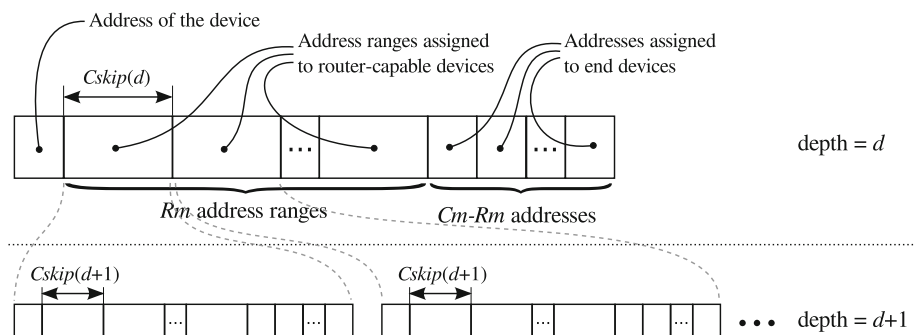 Address of the device
Address ranges assigned
to router-capable devices
Addresses assigned
to end devices
Cskip(d)
...
...
depth = d
Rm address ranges
Cm-Rm addresses
Cskip(d+1)
Cskip(d+1)
...
...
...
...
... depth = d+1